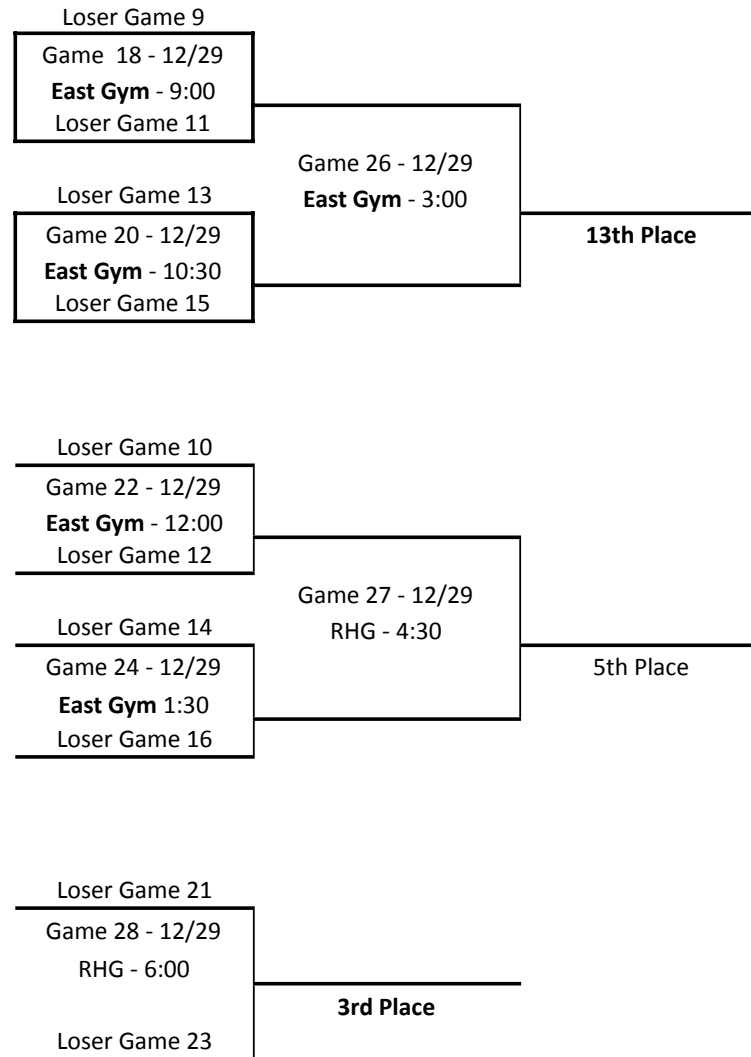 Loser Game 9
Game  18 - 12/29
East Gym - 9:00
Loser Game 11
Game 26 - 12/29
East Gym - 3:00
Loser Game 13
13th Place
Game 20 - 12/29
East Gym - 10:30
Loser Game 15
Loser Game 10
Game 22 - 12/29
East Gym - 12:00
Loser Game 12
Game 27 - 12/29
RHG - 4:30
Loser Game 14
5th Place
Game 24 - 12/29
East Gym 1:30
Loser Game 16
Loser Game 21
Game 28 - 12/29
RHG - 6:00
3rd Place
Loser Game 23